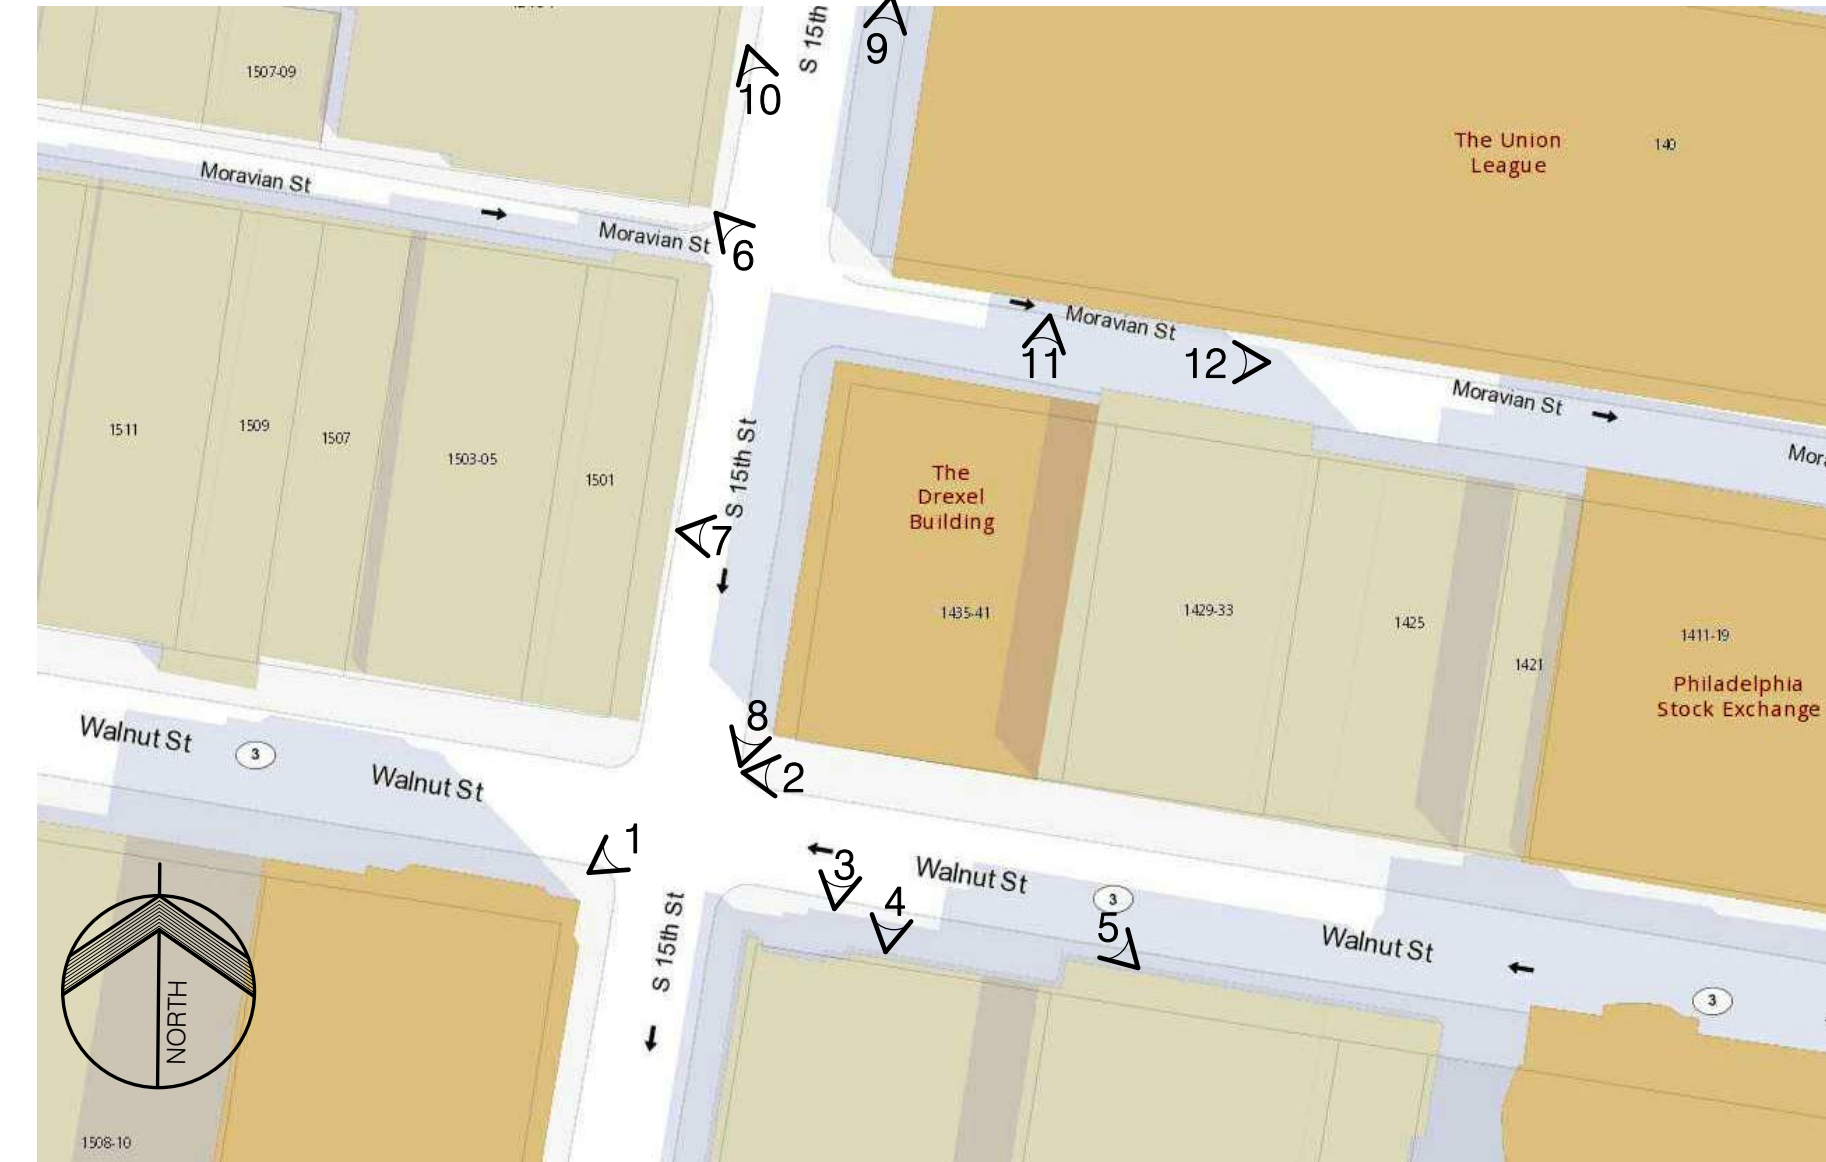 S 15th
9
10
1507-09
The Union
League
140
Moravian St
Moravian St
6
Moravian St
11
12
Moravian St
1511
1509
1507
1503-05
1501
S 15th St
7
The
Drexel
Building
1435-41
1429-33
1425
1421
1411-19
Philadelphia
Stock Exchange
8
2
Walnut St
3
Walnut St
1
3
Walnut St
4
3
5
Walnut St
3
S 15th St
NORTH
1508-10